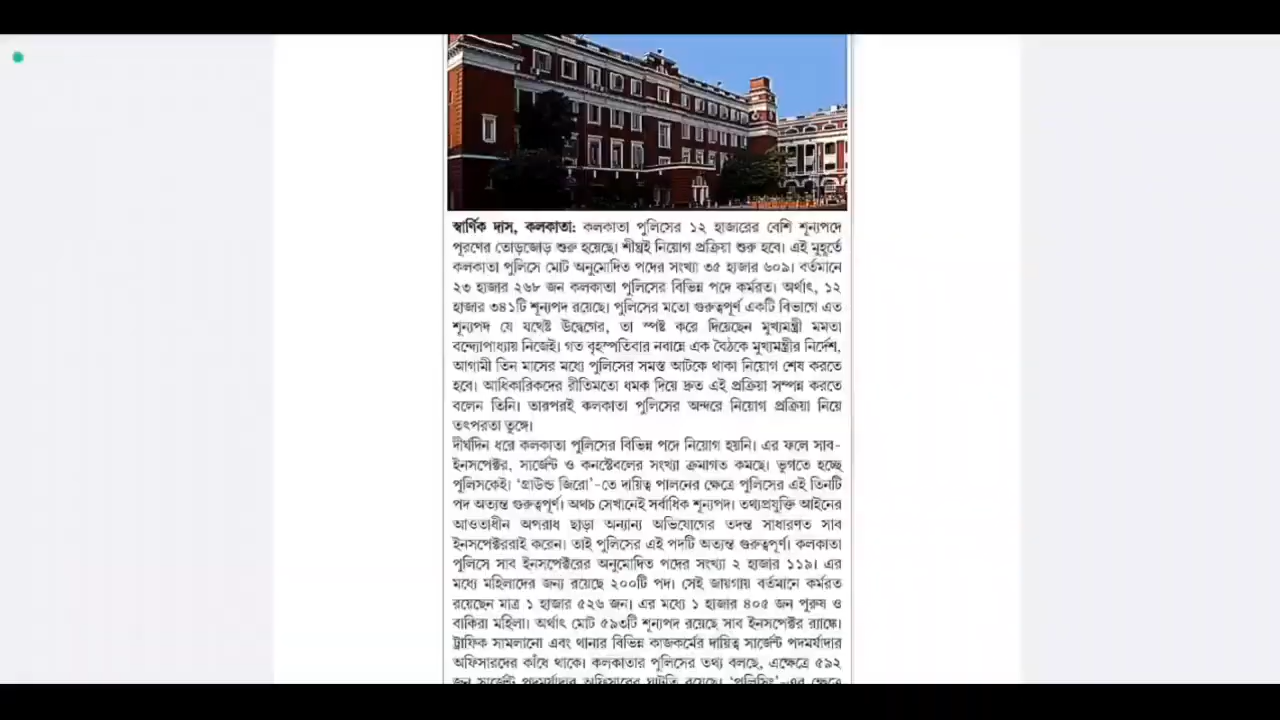 স্বার্ণিক দাস, কলকাতা: কলকাতা পুলিসের ১২ হাজারের বেশি শূন্যপদে
পূরণের তোড়জোড় শুরু হয়েছে। শীঘ্রই নিয়োগ প্রক্রিয়া শুরু হবে। এই মুহূর্তে
কলকাতা পুলিসে মোট অনুমোদিত পদের সংখ্যা ৩৫ হাজার ৬০৯। বর্তমানে
২৩ হাজার ২৬৮ জন কলকাতা পুলিসের বিভিন্ন পদে কর্মরত। অর্থাৎ, ১২
হাজার ৩৪১টি শূন্যপদ রয়েছে। পুলিসের মতো গুরুত্বপূর্ণ একটি বিভাগে এত
শূন্যপদ যে যথেষ্ট উদ্বেগের, তা স্পষ্ট করে দিয়েছেন মুখ্যমন্ত্রী মমতা
বন্দ্যোপাধ্যায় নিজেই। গত বৃহস্পতিবার নবান্নে এক বৈঠকে মুখ্যমন্ত্রীর নির্দেশ,
আগামী তিন মাসের মধ্যে পুলিসের সমস্ত আটকে থাকা নিয়োগ শেষ করতে
হবে। আধিকারিকদের রীতিমতো ধমক দিয়ে দ্রুত এই প্রক্রিয়া সম্পন্ন করতে
বলেন তিনি। তারপরই কলকাতা পুলিসের অন্দরে নিয়োগ প্রক্রিয়া নিয়ে
তৎপরতা তুঙ্গে।
দীর্ঘদিন ধরে কলকাতা পুলিসের বিভিন্ন পদে নিয়োগ হয়নি। এর ফলে সাব-
ইনসপেক্টর, সার্জেন্ট ও কনস্টেবলের সংখ্যা ক্রমাগত কমছে। ভুগতে হচ্ছে
পুলিসকেই। ‘গ্রাউন্ড জিরো’-তে দায়িত্ব পালনের ক্ষেত্রে পুলিসের এই তিনটি
পদ অত্যন্ত গুরুত্বপূর্ণ। অথচ সেখানেই সর্বাধিক শূন্যপদ। তথ্যপ্রযুক্তি আইনের
আওতাধীন অপরাধ ছাড়া অন্যান্য অভিযোগের তদন্ত সাধারণত সাব
ইনসপেক্টররাই করেন। তাই পুলিসের এই পদটি অত্যন্ত গুরুত্বপূর্ণ। কলকাতা
পুলিসে সাব ইনসপেক্টরের অনুমোদিত পদের সংখ্যা ২ হাজার ১১৯। এর
মধ্যে মহিলাদের জন্য রয়েছে ২০০টি পদ। সেই জায়গায় বর্তমানে কর্মরত
রয়েছেন মাত্র ১ হাজার ৫২৬ জন। এর মধ্যে ১ হাজার ৪০৫ জন পুরুষ ও
বাকিরা মহিলা। অর্থাৎ মোট ৫৯৩টি শূন্যপদ রয়েছে সাব ইনসপেক্টর র‍্যাঙ্কে।
ট্রাফিক সামলানো এবং থানার বিভিন্ন কাজকর্মের দায়িত্ব সার্জেন্ট পদমর্যাদার
অফিসারদের কাঁধে থাকে। কলকাতার পুলিসের তথ্য বলছে, এক্ষেত্রে ৫৯২
জন সার্জেন্ট পদমর্যাদার অফিসারের ঘাটতি রয়েছে। ‘পুলিসিং’-এর ক্ষেত্রে